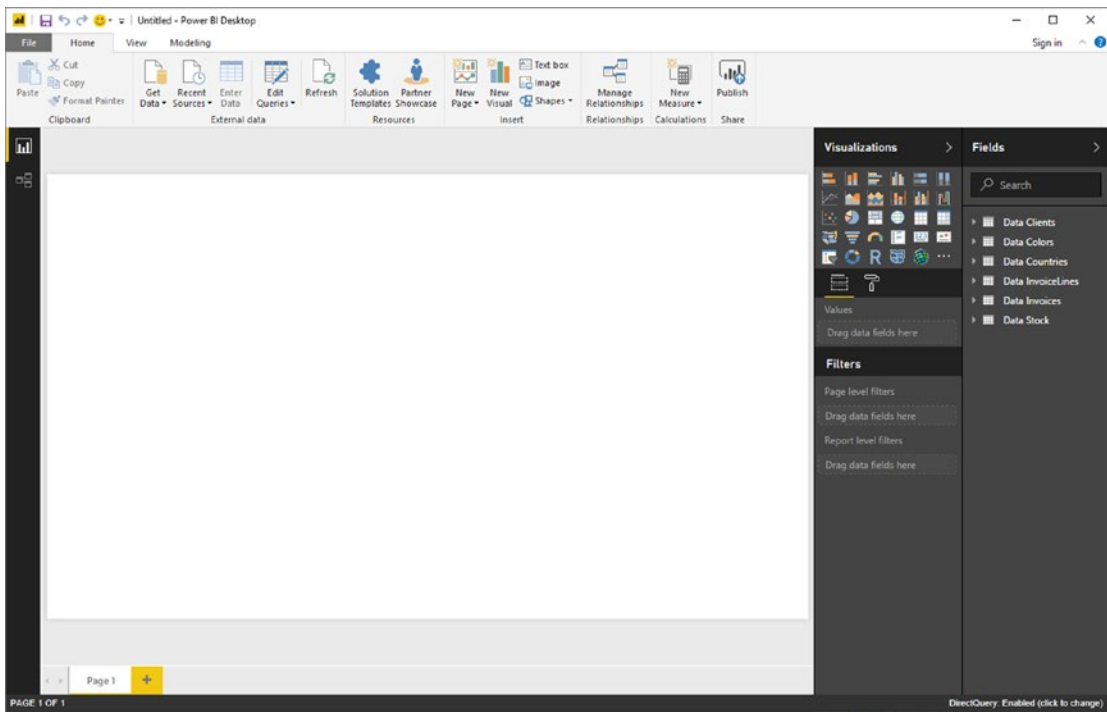 Untitled - Power BI Desktop
File Home View Modeling Sign in
Paste
Cut
Copy
Format Painter
Clipboard
Get Data
Recent Sources
Enter Data
Edit Queries
Refresh
External data
Solution Templates
Partner Showcase
Resources
New Page
New Visual
Text box
Image
Shapes
Insert
Manage Relationships
Relationships
New Measure
Calculations
Publish
Share
Visualizations
R
Values
Drag data fields here
Filters
Page level filters
Drag data fields here
Report level filters
Drag data fields here
Fields
Search
Data Clients
Data Colors
Data Countries
Data InvoiceLines
Data Invoices
Data Stock
Page 1
PAGE 1 OF 1
DirectQuery: Enabled (click to change)